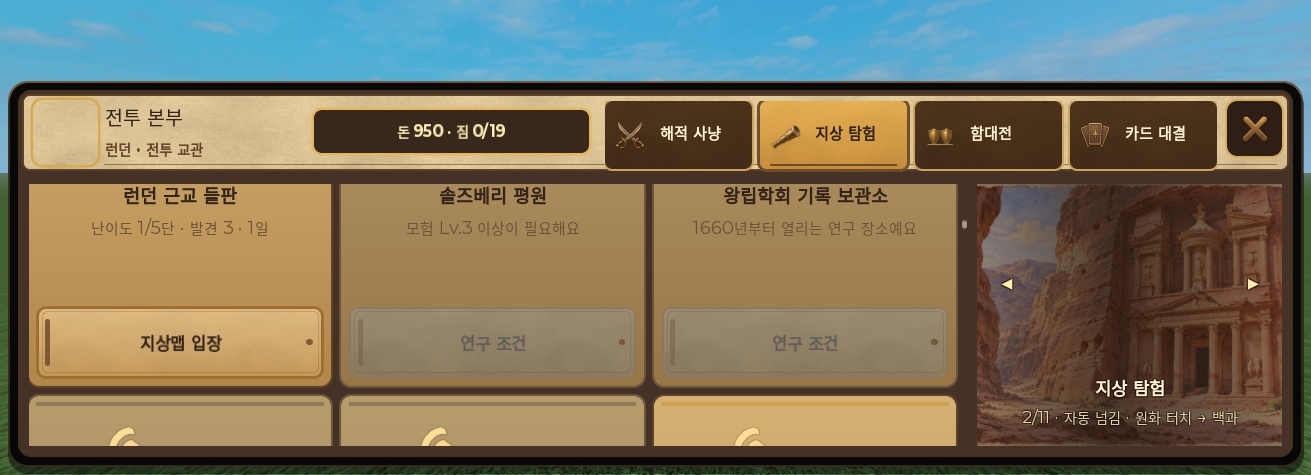 전투 본부
런던 · 전투 교관
돈 950 · 짐 0/19
해적 사냥
지상 탐험
함대전
카드 대결
런던 근교 들판
난이도 1/5단 · 발견 3 · 1일
지상맵 입장
솔즈베리 평원
모험 Lv.3 이상이 필요해요
연구 조건
왕립학회 기록 보관소
1660년부터 열리는 연구 장소예요
연구 조건
지상 탐험
2/11 · 자동 넘김 · 원화 터치 → 백과